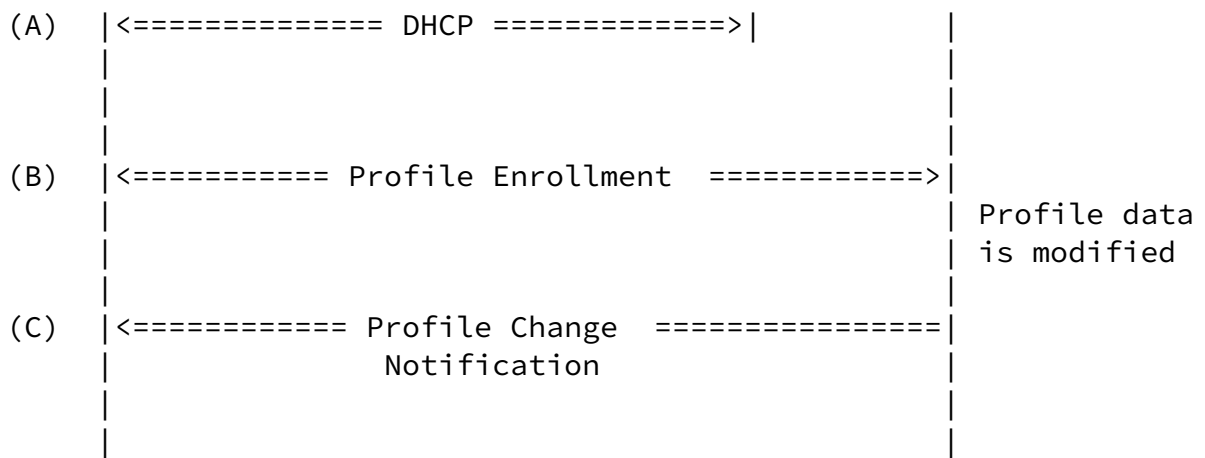 (A) |<============== DHCP =============>| |
(B) |<=========== Profile Enrollment ============>|
| Profile data
| is modified
(C) |<============ Profile Change ================|
Notification